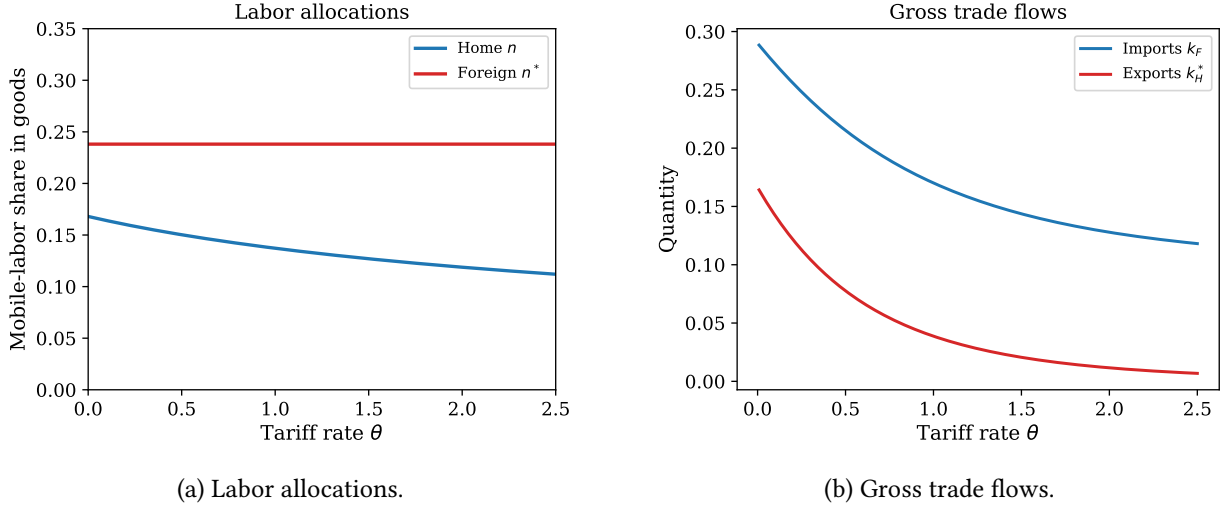 Labor allocations
Mobile-labor share in goods
0.35
0.30
0.25
0.20
0.15
0.10
0.05
0.00
Home n
Foreign n*
0.0 0.5 1.0 1.5 2.0 2.5
Tariff rate θ
(a) Labor allocations.
Gross trade flows
Quantity
0.30
0.25
0.20
0.15
0.10
0.05
0.00
Imports k_F
Exports k_H^*
0.0 0.5 1.0 1.5 2.0 2.5
Tariff rate θ
(b) Gross trade flows.